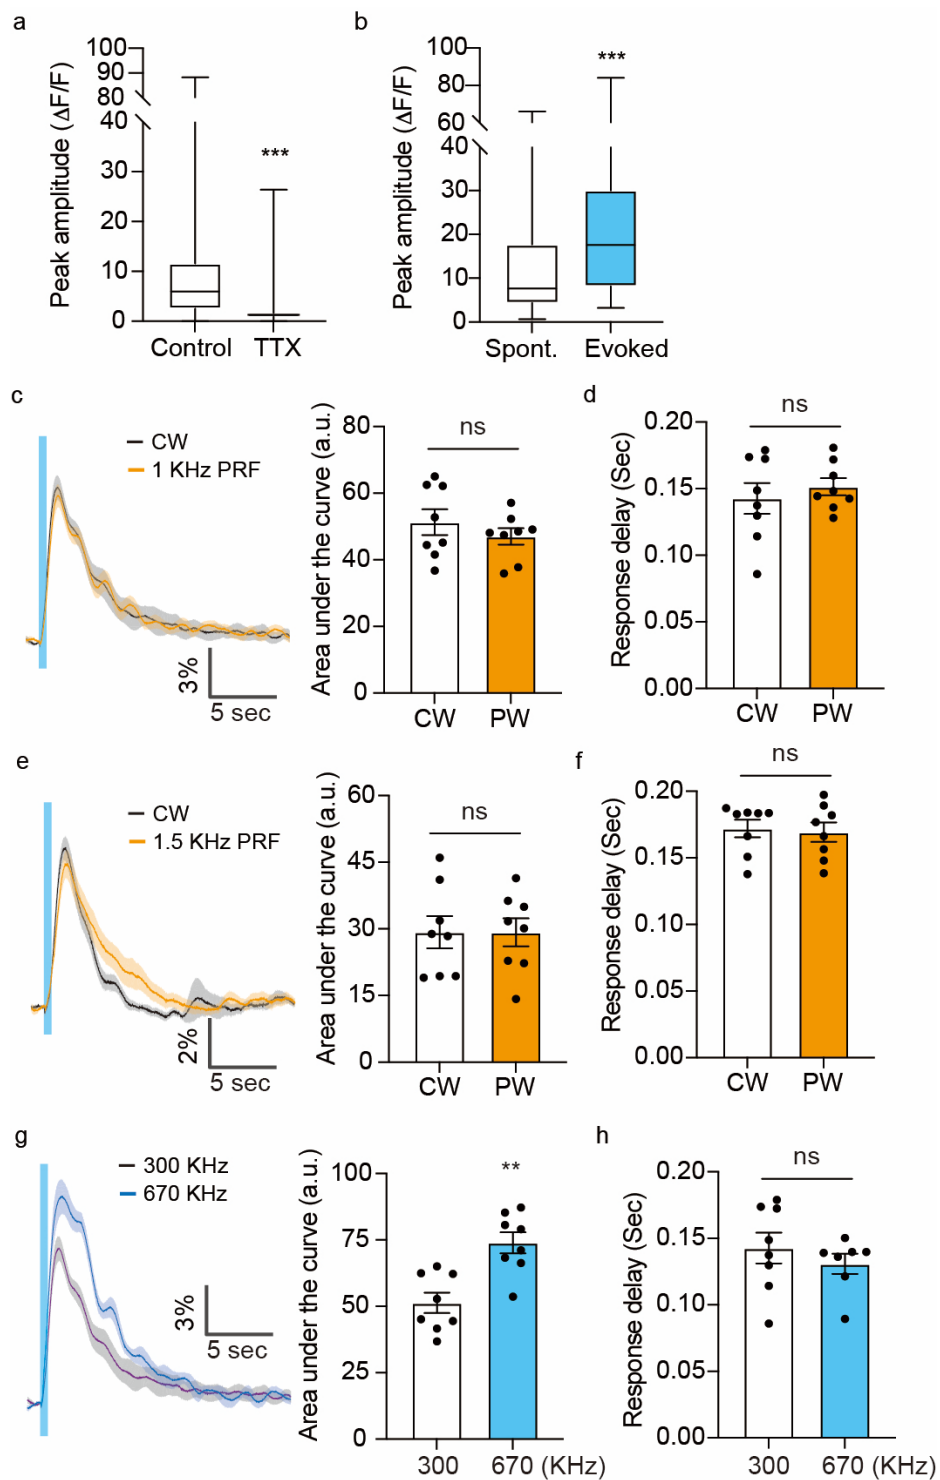 a
Peak amplitude (ΔF/F)
100
90
80
40
30
20
10
0
***
Control
TTX
b
Peak amplitude (ΔF/F)
100
80
60
40
30
20
10
0
***
Spont.
Evoked
c
CW
1 KHz PRF
3%
5 sec
Area under the curve (a.u.)
80
60
40
20
0
ns
CW
PW
d
Response delay (Sec)
0.20
0.15
0.10
0.05
0.00
ns
CW
PW
e
CW
1.5 KHz PRF
2%
5 sec
Area under the curve (a.u.)
60
45
30
15
0
ns
CW
PW
f
Response delay (Sec)
0.20
0.15
0.10
0.05
0.00
ns
CW
PW
g
300 KHz
670 KHz
3%
5 sec
Area under the curve (a.u.)
100
75
50
25
0
**
300
670 (KHz)
h
Response delay (Sec)
0.20
0.15
0.10
0.05
0.00
ns
300
670 (KHz)